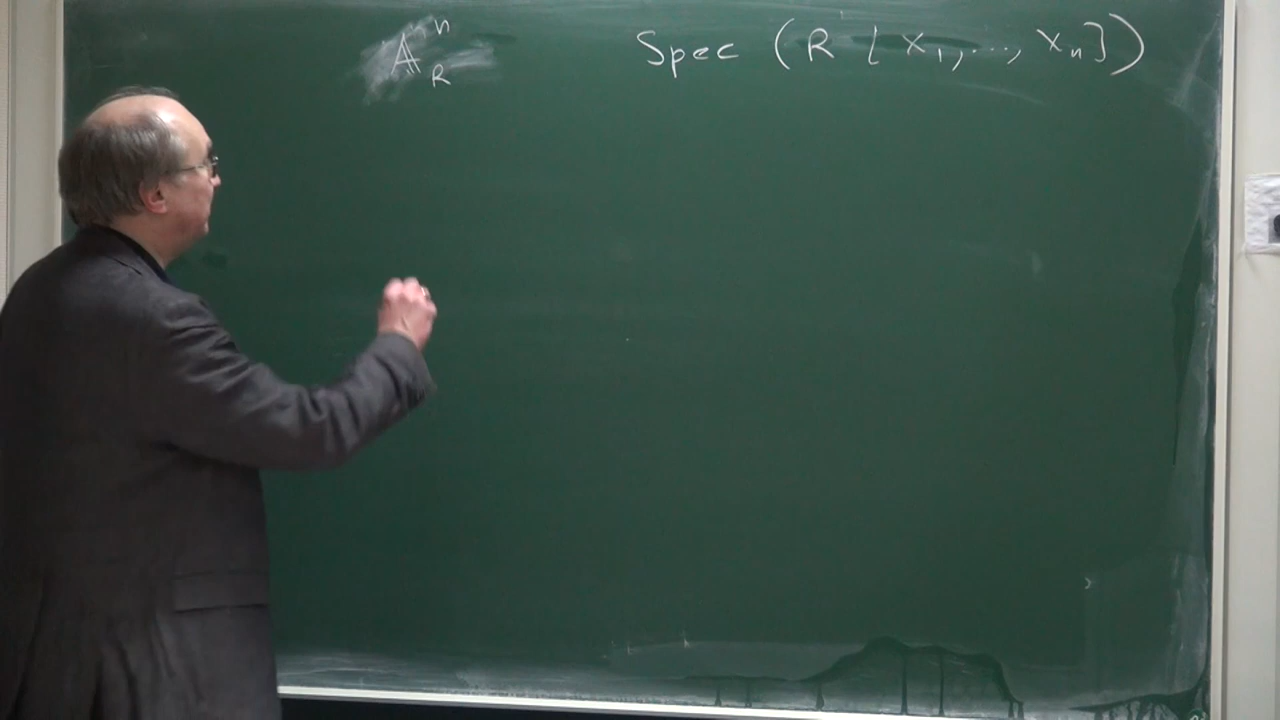 𝔸ⁿ_R Spec (R [X₁, ..., Xₙ])